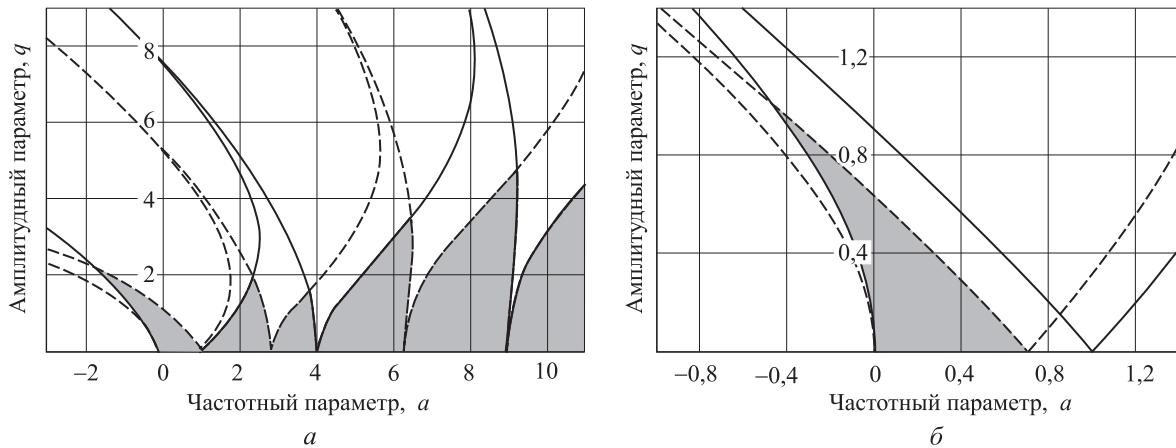 Амплитудный параметр, q
8
6
4
2
−2 0 2 4 6 8 10
Частотный параметр, a
а
Амплитудный параметр, q
1,2
0,8
0,4
−0,8 −0,4 0 0,4 0,8 1,2
Частотный параметр, a
б